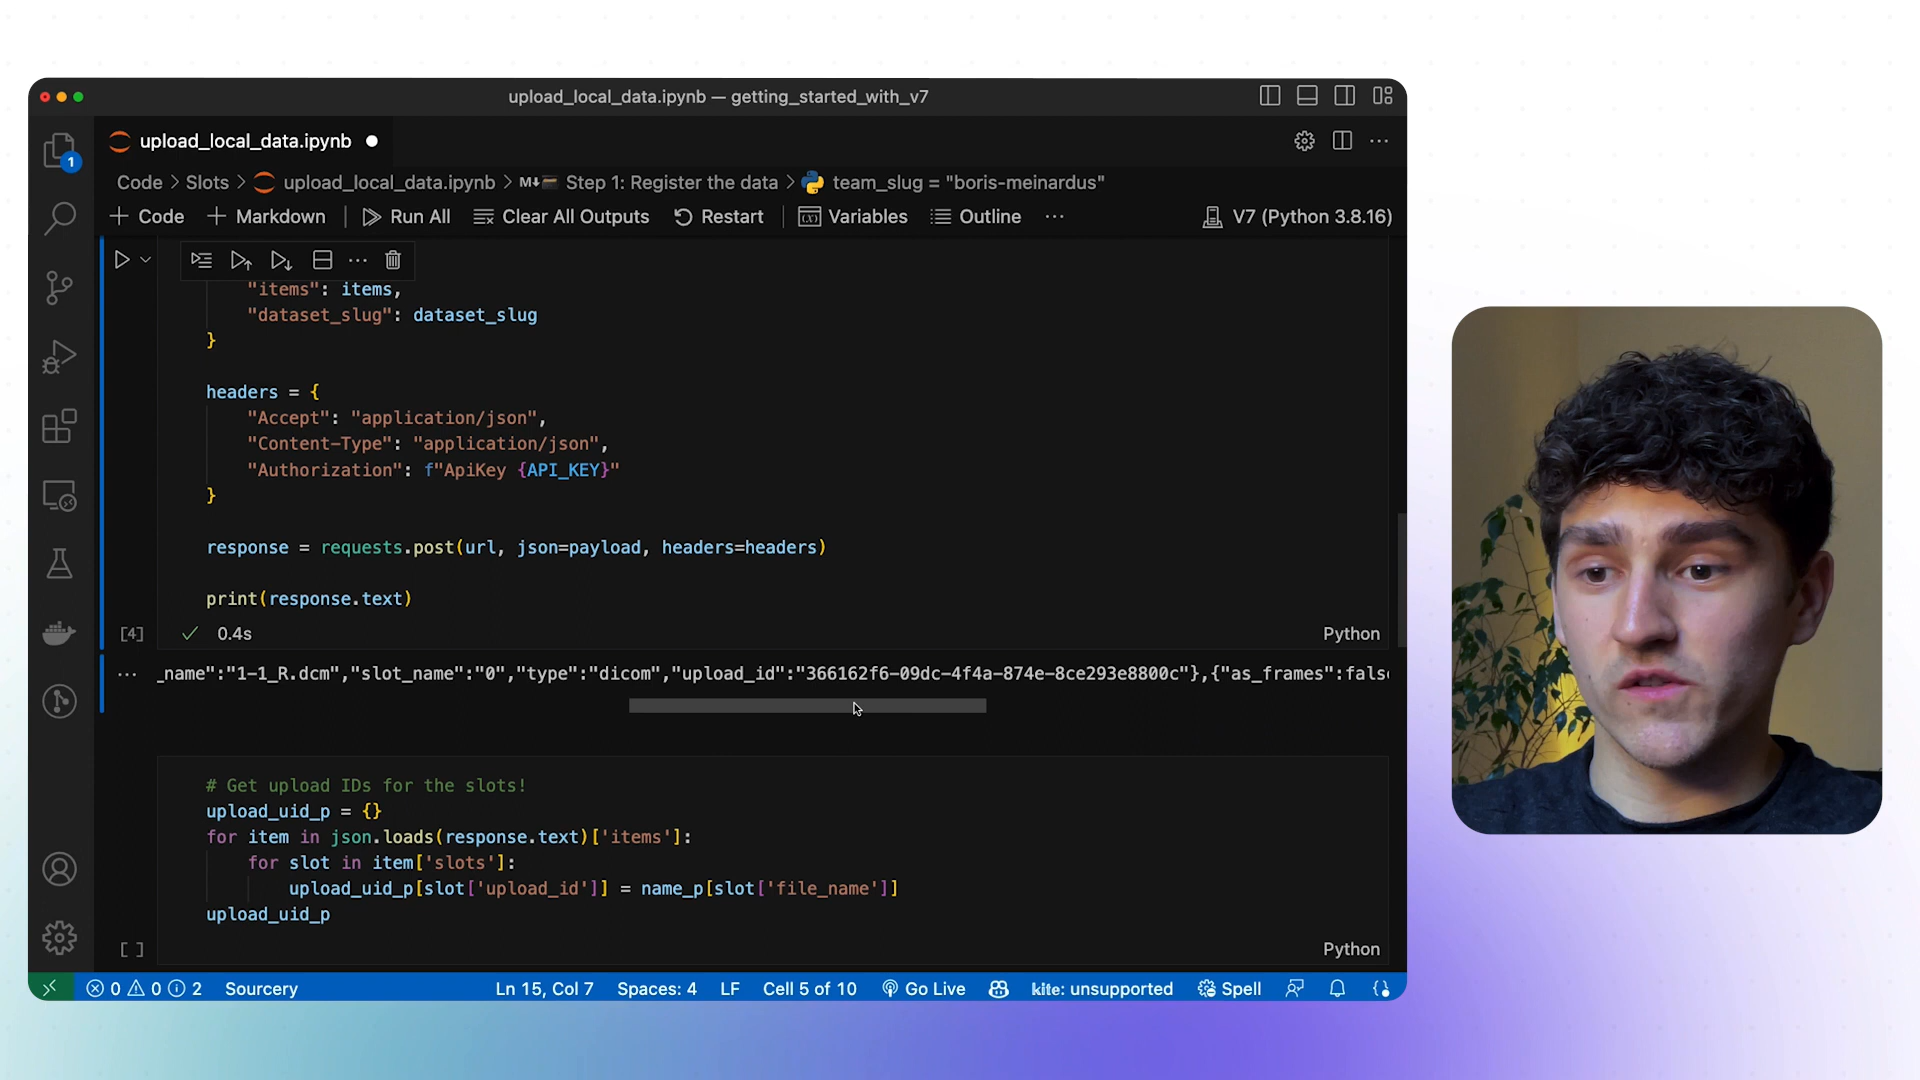 upload_local_data.ipynb — getting_started_with_v7
upload_local_data.ipynb
1
Code > Slots > upload_local_data.ipynb > M↓ Step 1: Register the data > team_slug = "boris-meinardus"
+ Code + Markdown | Run All Clear All Outputs Restart | Variables Outline ··· V7 (Python 3.8.16)
"items": items,
"dataset_slug": dataset_slug
}
headers = {
"Accept": "application/json",
"Content-Type": "application/json",
"Authorization": f"ApiKey {API_KEY}"
}
response = requests.post(url, json=payload, headers=headers)
print(response.text)
[4] ✓ 0.4s Python
··· _name":"1-1_R.dcm","slot_name":"0","type":"dicom","upload_id":"366162f6-09dc-4f4a-874e-8ce293e8800c"},{"as_frames":false
# Get upload IDs for the slots!
upload_uid_p = {}
for item in json.loads(response.text)['items']:
for slot in item['slots']:
upload_uid_p[slot['upload_id']] = name_p[slot['file_name']]
upload_uid_p
[ ] Python
0 0 2 Sourcery Ln 15, Col 7 Spaces: 4 LF Cell 5 of 10 Go Live kite: unsupported Spell